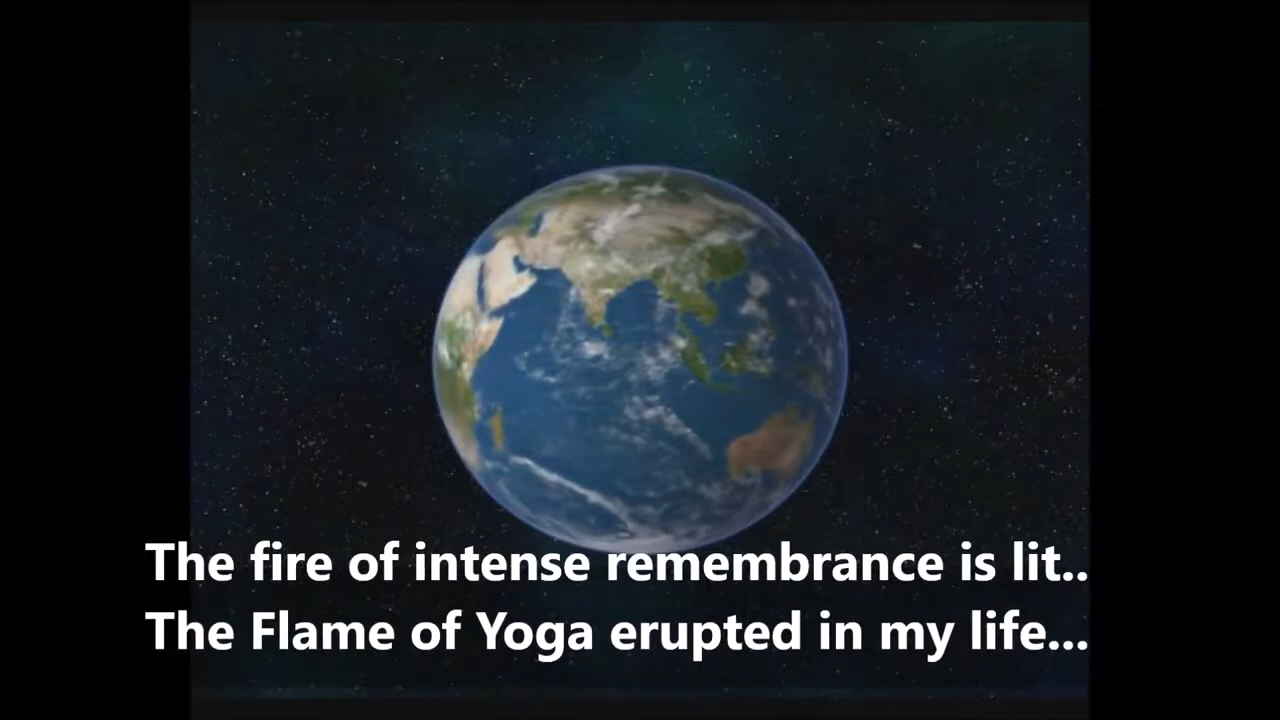 The fire of intense remembrance is lit..
The Flame of Yoga erupted in my life...